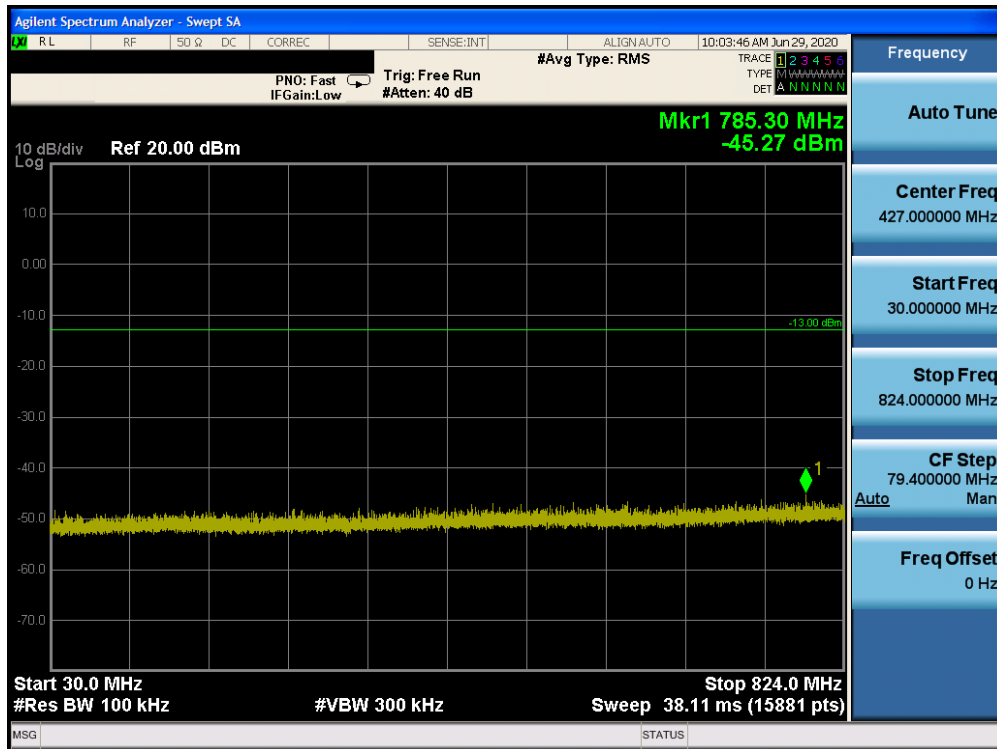 Agilent Spectrum Analyzer - Swept SA
LXI RL RF 50 Ω DC CORREC SENSE:INT ALIGN AUTO 10:03:46 AM Jun 29, 2020
Frequency
#Avg Type: RMS
TRACE 1 2 3 4 5 6
PNO: Fast Trig: Free Run
TYPE M WWWWW
IFGain:Low #Atten: 40 dB
DET A N N N N N
Auto Tune
Mkr1 785.30 MHz
-45.27 dBm
10 dB/div Ref 20.00 dBm
Log
10.0
0.00
-10.0
-20.0
-30.0
-40.0
-50.0
-60.0
-70.0
-13.00 dBm
1
Center Freq
427.000000 MHz
Start Freq
30.000000 MHz
Stop Freq
824.000000 MHz
CF Step
79.400000 MHz
Auto Man
Freq Offset
0 Hz
Start 30.0 MHz Stop 824.0 MHz
#Res BW 100 kHz #VBW 300 kHz Sweep 38.11 ms (15881 pts)
MSG STATUS